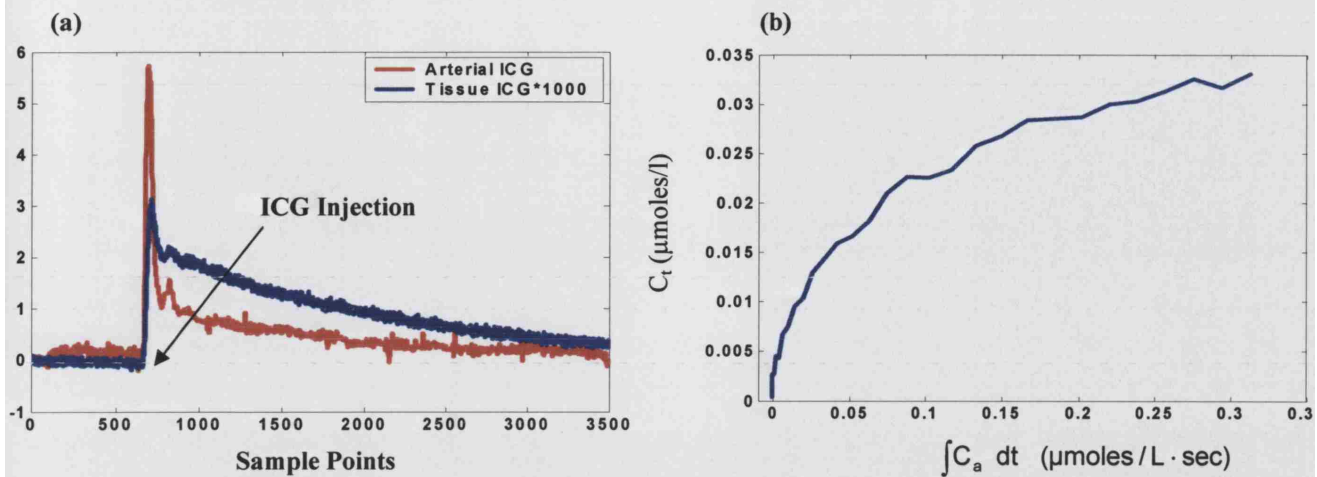 (a)
6
5
4
3
2
1
0
-1
Arterial ICG
Tissue ICG*1000
ICG Injection
0 500 1000 1500 2000 2500 3000 3500
Sample Points
(b)
0.035
0.03
0.025
0.02
0.015
0.01
0.005
0
Ct (µmoles/l)
0 0.05 0.1 0.15 0.2 0.25 0.3 0.3
∫Ca dt (µmoles / L · sec)